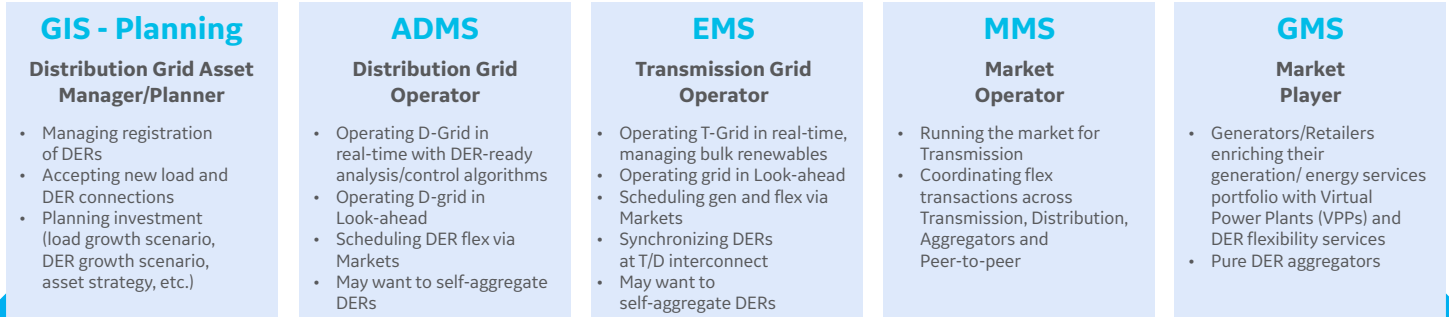 GIS - Planning
Distribution Grid Asset
Manager/Planner
• Managing registration
of DERs
• Accepting new load and
DER connections
• Planning investment
(load growth scenario,
DER growth scenario,
asset strategy, etc.)
ADMS
Distribution Grid
Operator
• Operating D-Grid in
real-time with DER-ready
analysis/control algorithms
• Operating D-grid in
Look-ahead
• Scheduling DER flex via
Markets
• May want to self-aggregate
DERs
EMS
Transmission Grid
Operator
• Operating T-Grid in real-time,
managing bulk renewables
• Operating grid in Look-ahead
• Scheduling gen and flex via
Markets
• Synchronizing DERs
at T/D interconnect
• May want to
self-aggregate DERs
MMS
Market
Operator
• Running the market for
Transmission
• Coordinating flex
transactions across
Transmission, Distribution,
Aggregators and
Peer-to-peer
GMS
Market
Player
• Generators/Retailers
enriching their
generation/ energy services
portfolio with Virtual
Power Plants (VPPs) and
DER flexibility services
• Pure DER aggregators